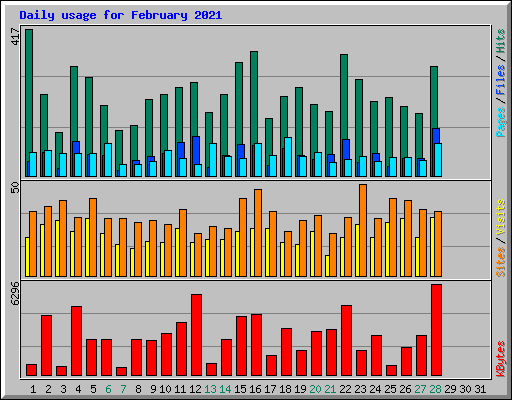 Daily usage for February 2021
417
Pages / Files / Hits
50
Sites / Visits
6296
KBytes
1 2 3 4 5 6 7 8 9 10 11 12 13 14 15 16 17 18 19 20 21 22 23 24 25 26 27 28 29 30 31